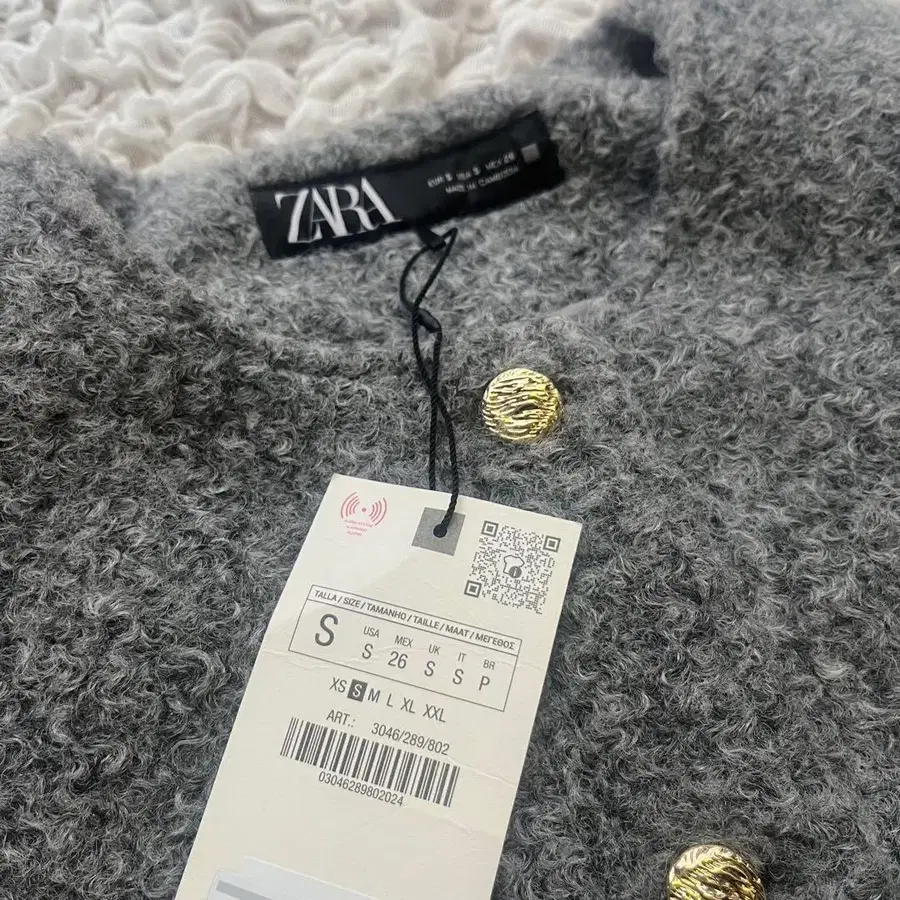 ZARA
EUR S USA S MEX 26
MADE IN CAMBODIA
TALLA / SIZE / TAMANHO / TAILLE / MAAT / ΜΕΓΕΘΟΣ
S USA S MEX 26 UK S IT S BR P
XS S M L XL XXL
ART.: 3046/289/802
03046289802024